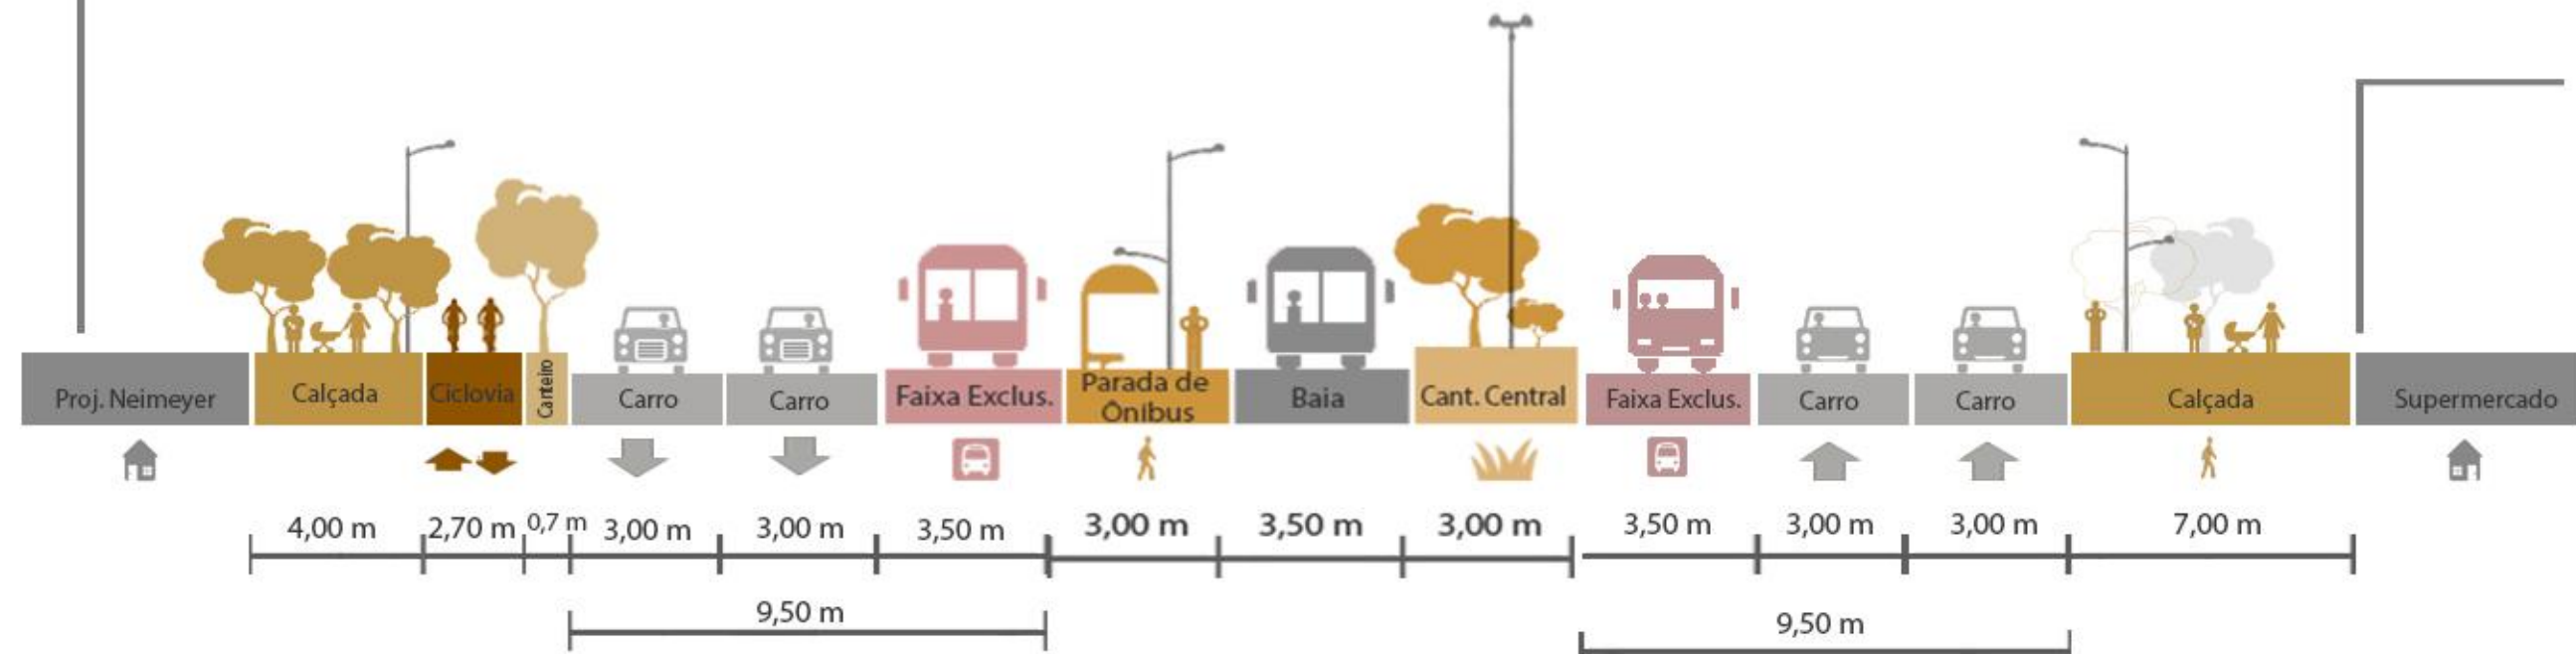 Proj. Neimeyer
Calçada
Ciclovia
Canteiro
Carro
Carro
Faixa Exclus.
Parada de
Ônibus
Baia
Cant. Central
Faixa Exclus.
Carro
Carro
Calçada
Supermercado
4,00 m
2,70 m
0,7 m
3,00 m
3,00 m
3,50 m
3,00 m
3,50 m
3,00 m
3,50 m
3,00 m
3,00 m
7,00 m
9,50 m
9,50 m